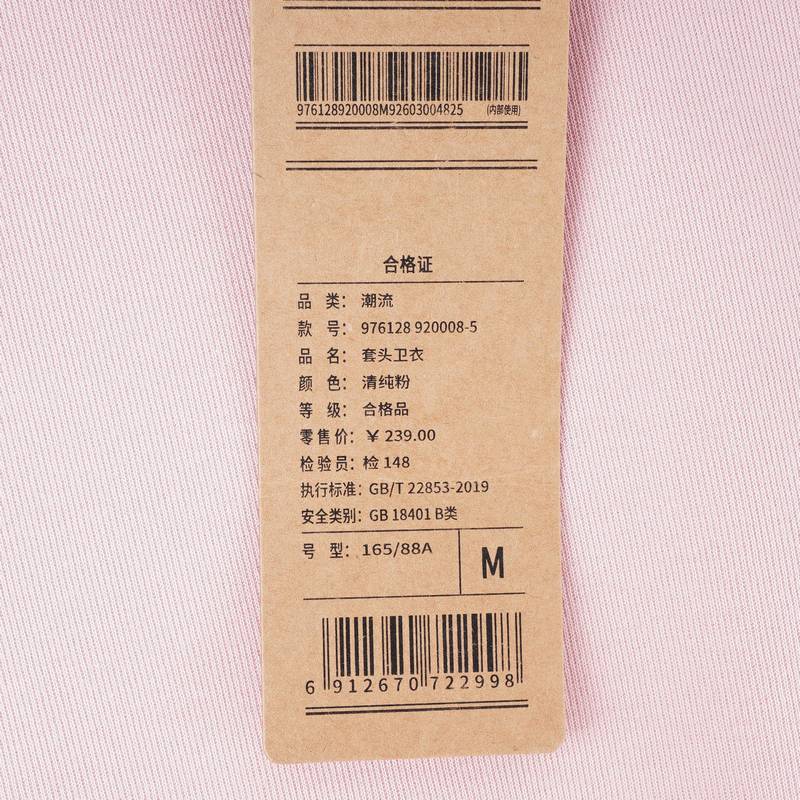 976128920008M92603004825 (内部使用)
合格证
品 类: 潮流
款 号: 976128 920008-5
品 名: 套头卫衣
颜 色: 清纯粉
等 级: 合格品
零售价: ￥ 239.00
检验员: 检 148
执行标准: GB/T 22853-2019
安全类别: GB 18401 B类
号 型: 165/88A M
6 912670 722998